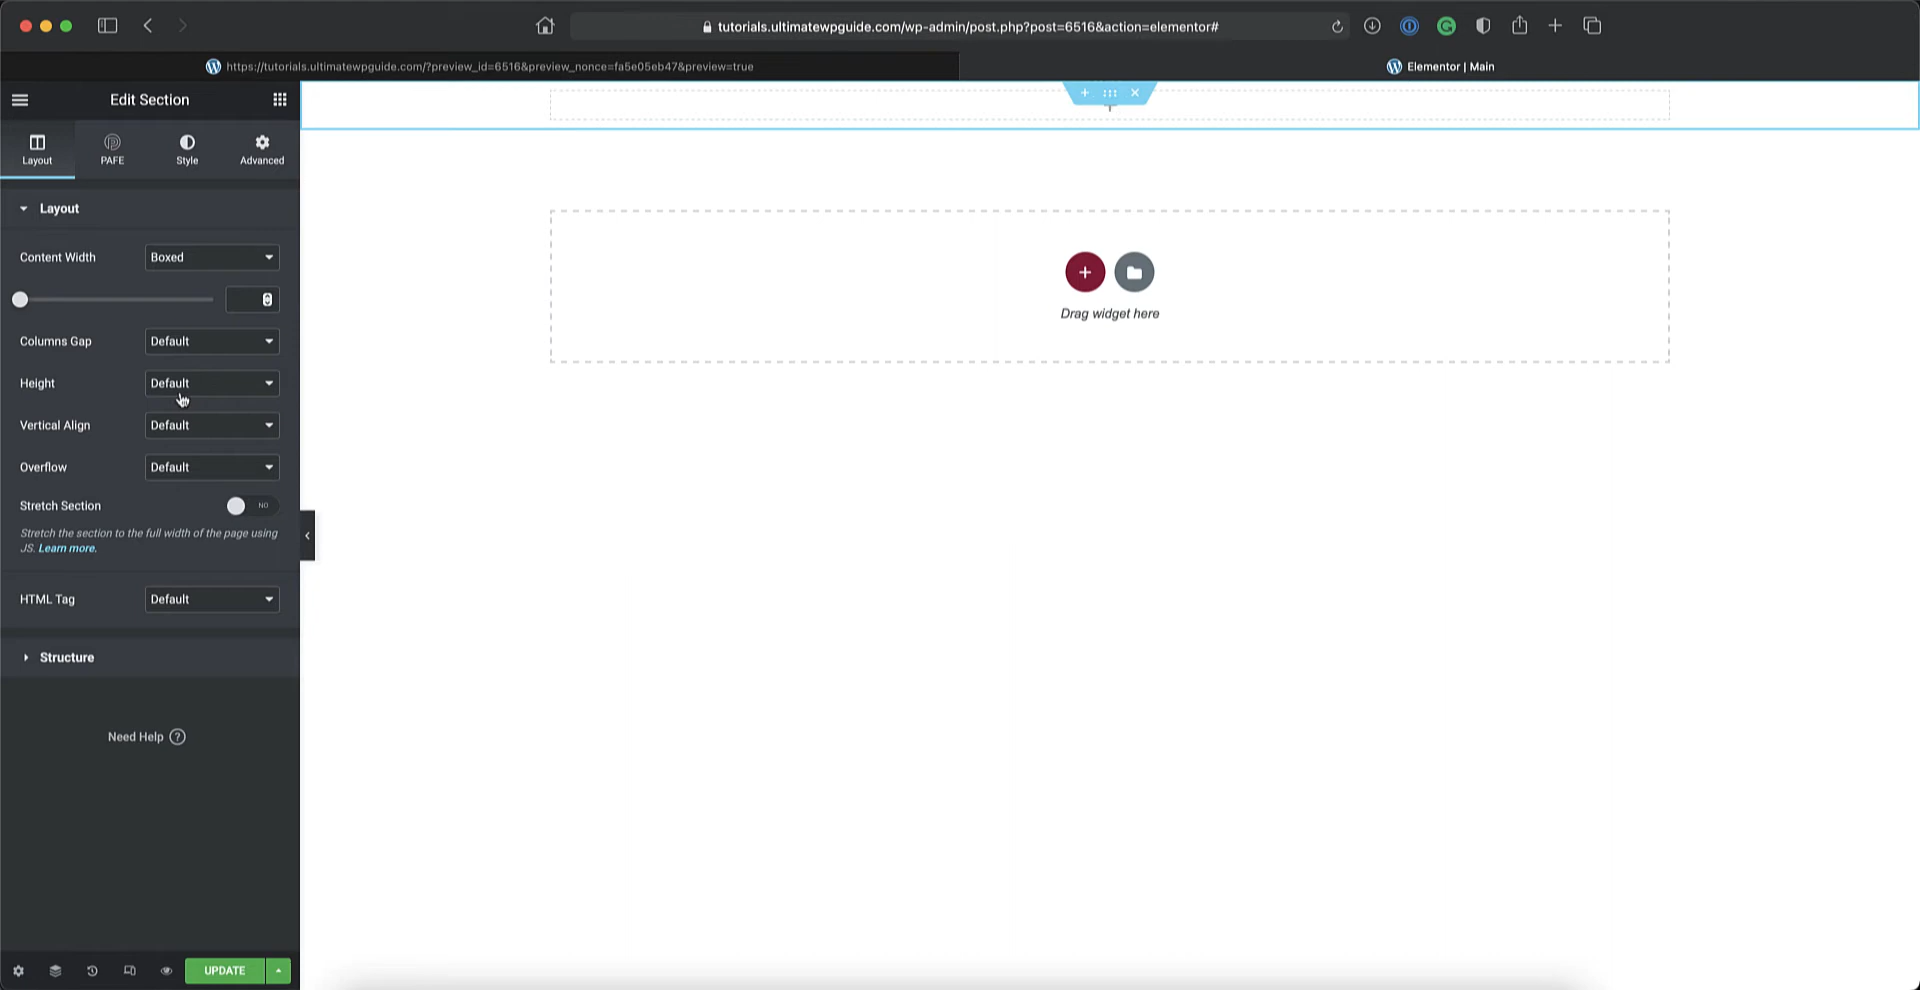 tutorials.ultimatewpguide.com/wp-admin/post.php?post=6516&action=elementor#
https://tutorials.ultimatewpguide.com/?preview_id=6516&preview_nonce=fa5e05eb47&preview=true
Elementor | Main
Edit Section
Layout
PAFE
Style
Advanced
Layout
Content Width
Boxed
Columns Gap
Default
Height
Default
Vertical Align
Default
Overflow
Default
Stretch Section
NO
Stretch the section to the full width of the page using
JS. Learn more.
HTML Tag
Default
Structure
Need Help ?
UPDATE
Drag widget here